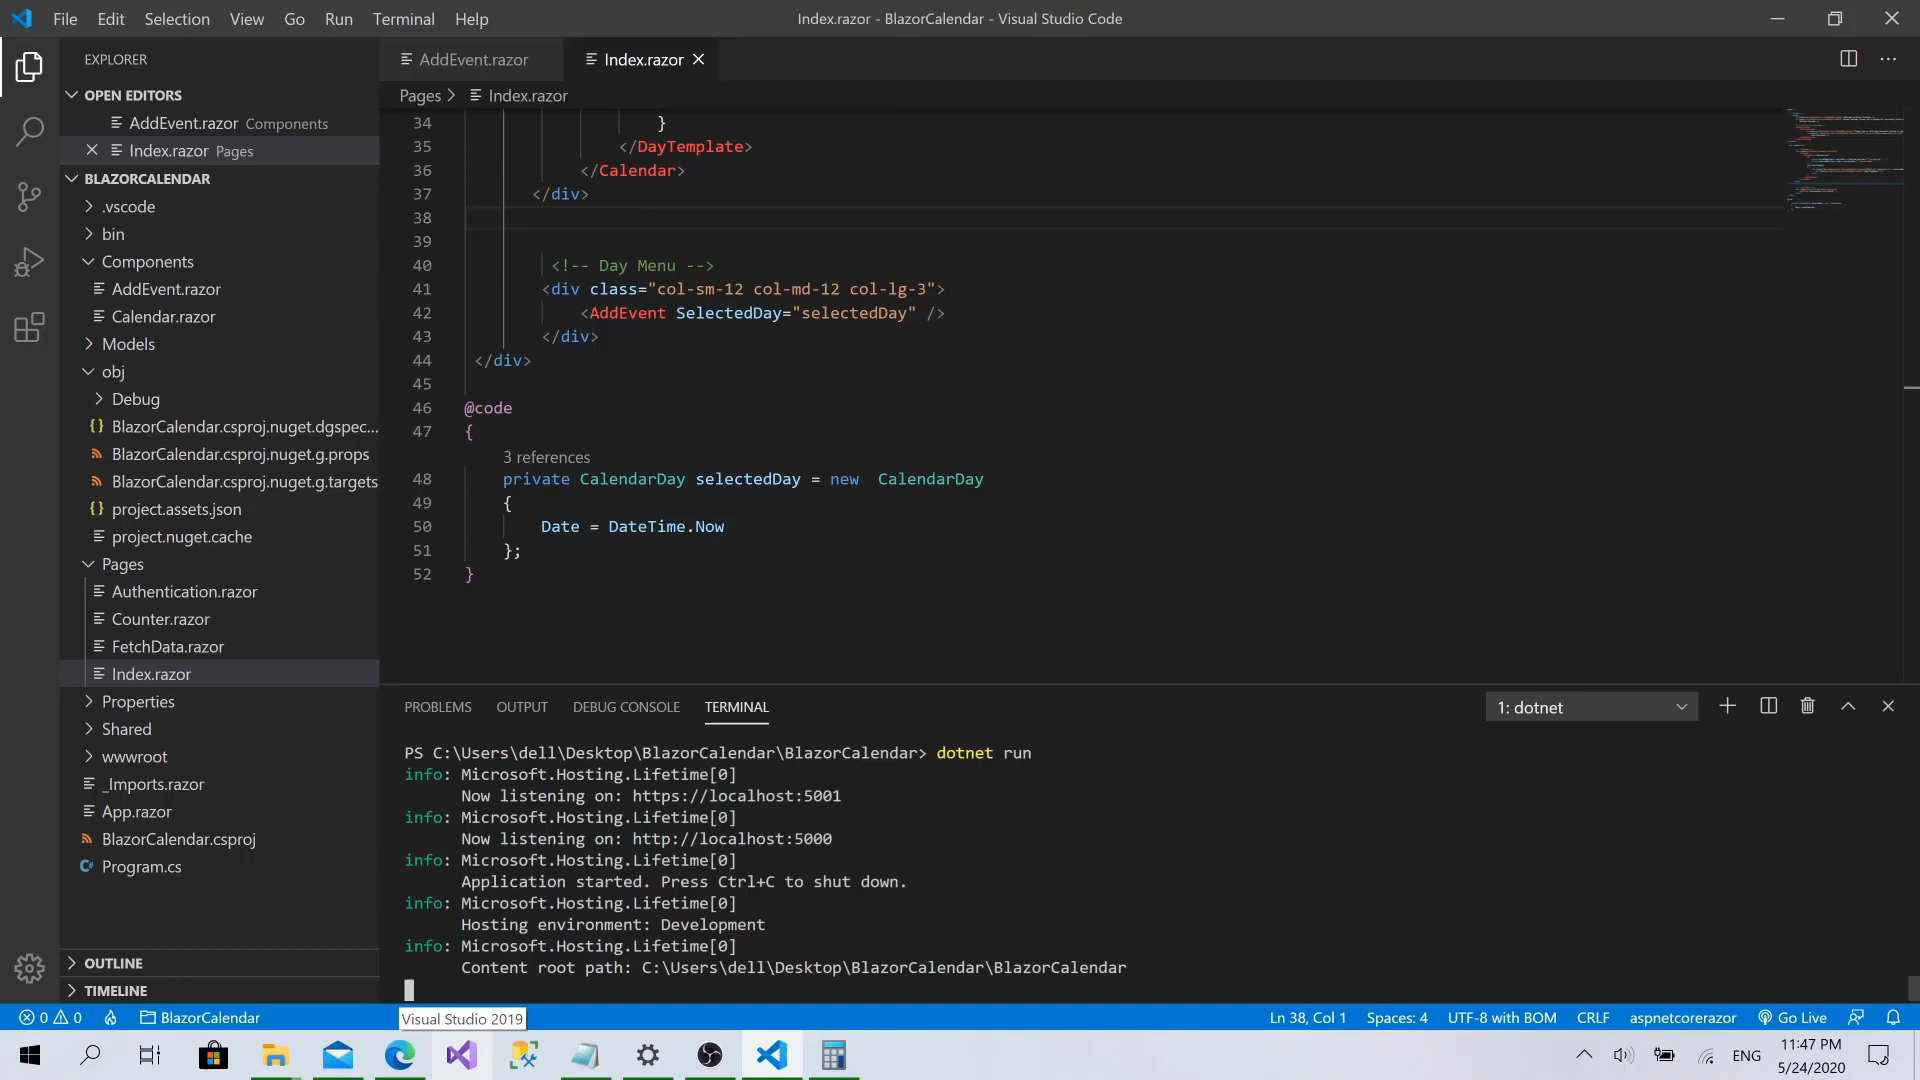 File Edit Selection View Go Run Terminal Help
Index.razor - BlazorCalendar - Visual Studio Code
EXPLORER
OPEN EDITORS
AddEvent.razor Components
Index.razor Pages
BLAZORCALENDAR
.vscode
bin
Components
AddEvent.razor
Calendar.razor
Models
obj
Debug
BlazorCalendar.csproj.nuget.dgspec...
BlazorCalendar.csproj.nuget.g.props
BlazorCalendar.csproj.nuget.g.targets
project.assets.json
project.nuget.cache
Pages
Authentication.razor
Counter.razor
FetchData.razor
Index.razor
Properties
Shared
wwwroot
_Imports.razor
App.razor
BlazorCalendar.csproj
Program.cs
OUTLINE
TIMELINE
AddEvent.razor
Index.razor
Pages > Index.razor
34 }
35 </DayTemplate>
36 </Calendar>
37 </div>
38
39
40 <!-- Day Menu -->
41 <div class="col-sm-12 col-md-12 col-lg-3">
42 <AddEvent SelectedDay="selectedDay" />
43 </div>
44 </div>
45
46 @code
47 {
3 references
48 private CalendarDay selectedDay = new  CalendarDay
49 {
50 Date = DateTime.Now
51 };
52 }
PROBLEMS OUTPUT DEBUG CONSOLE TERMINAL
1: dotnet
PS C:\Users\dell\Desktop\BlazorCalendar\BlazorCalendar> dotnet run
info: Microsoft.Hosting.Lifetime[0]
Now listening on: https://localhost:5001
info: Microsoft.Hosting.Lifetime[0]
Now listening on: http://localhost:5000
info: Microsoft.Hosting.Lifetime[0]
Application started. Press Ctrl+C to shut down.
info: Microsoft.Hosting.Lifetime[0]
Hosting environment: Development
info: Microsoft.Hosting.Lifetime[0]
Content root path: C:\Users\dell\Desktop\BlazorCalendar\BlazorCalendar
0 0 BlazorCalendar
Visual Studio 2019
Ln 38, Col 1 Spaces: 4 UTF-8 with BOM CRLF aspnetcorerazor Go Live
ENG
11:47 PM
5/24/2020